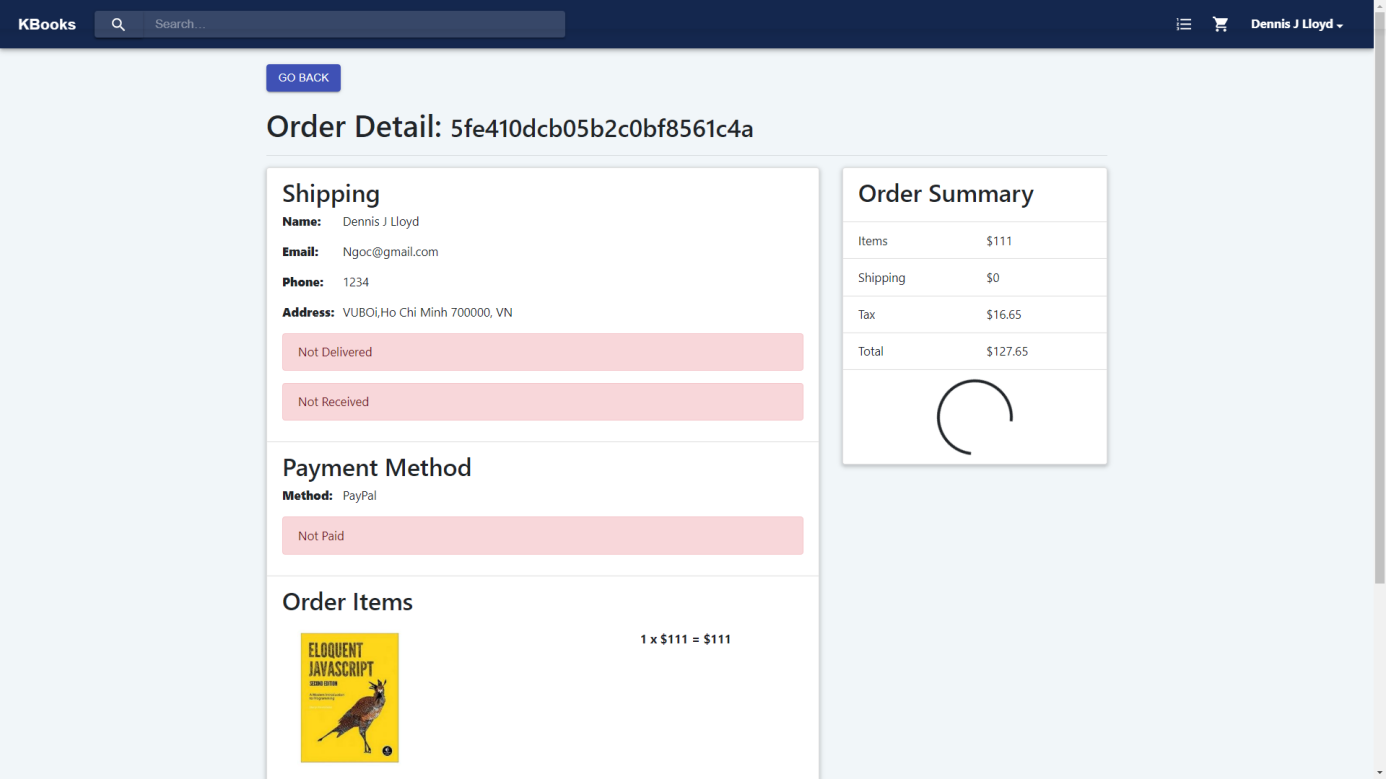 KBooks
Search...
Dennis J Lloyd
GO BACK
Order Detail: 5fe410dcb05b2c0bf8561c4a
Shipping
Name: Dennis J Lloyd
Email: Ngoc@gmail.com
Phone: 1234
Address: VUBOi,Ho Chi Minh 700000, VN
Not Delivered
Not Received
Payment Method
Method: PayPal
Not Paid
Order Items
ELOQUENT
JAVASCRIPT
SECOND EDITION
1 x $111 = $111
Order Summary
Items $111
Shipping $0
Tax $16.65
Total $127.65